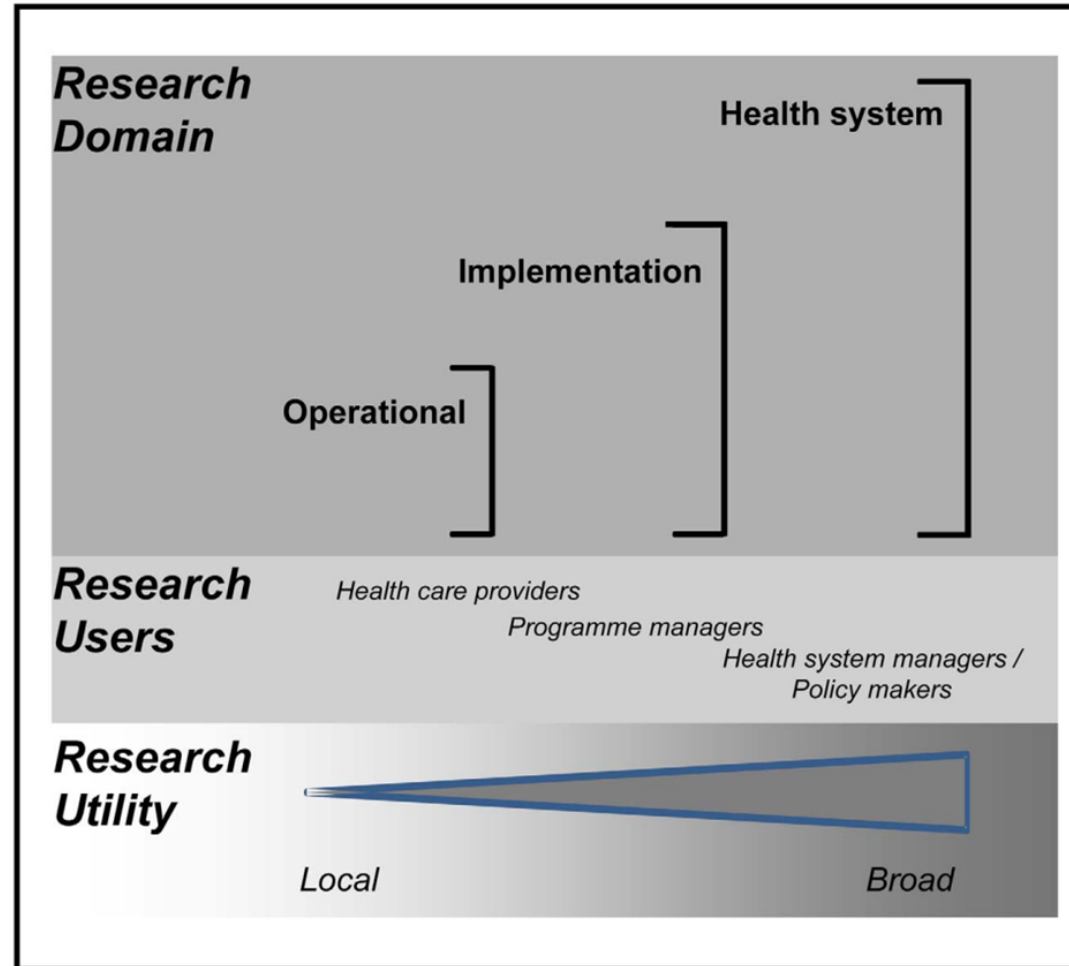 Research
Domain
Health system
Implementation
Operational
Research
Users
Health care providers
Programme managers
Health system managers /
Policy makers
Research
Utility
Local
Broad